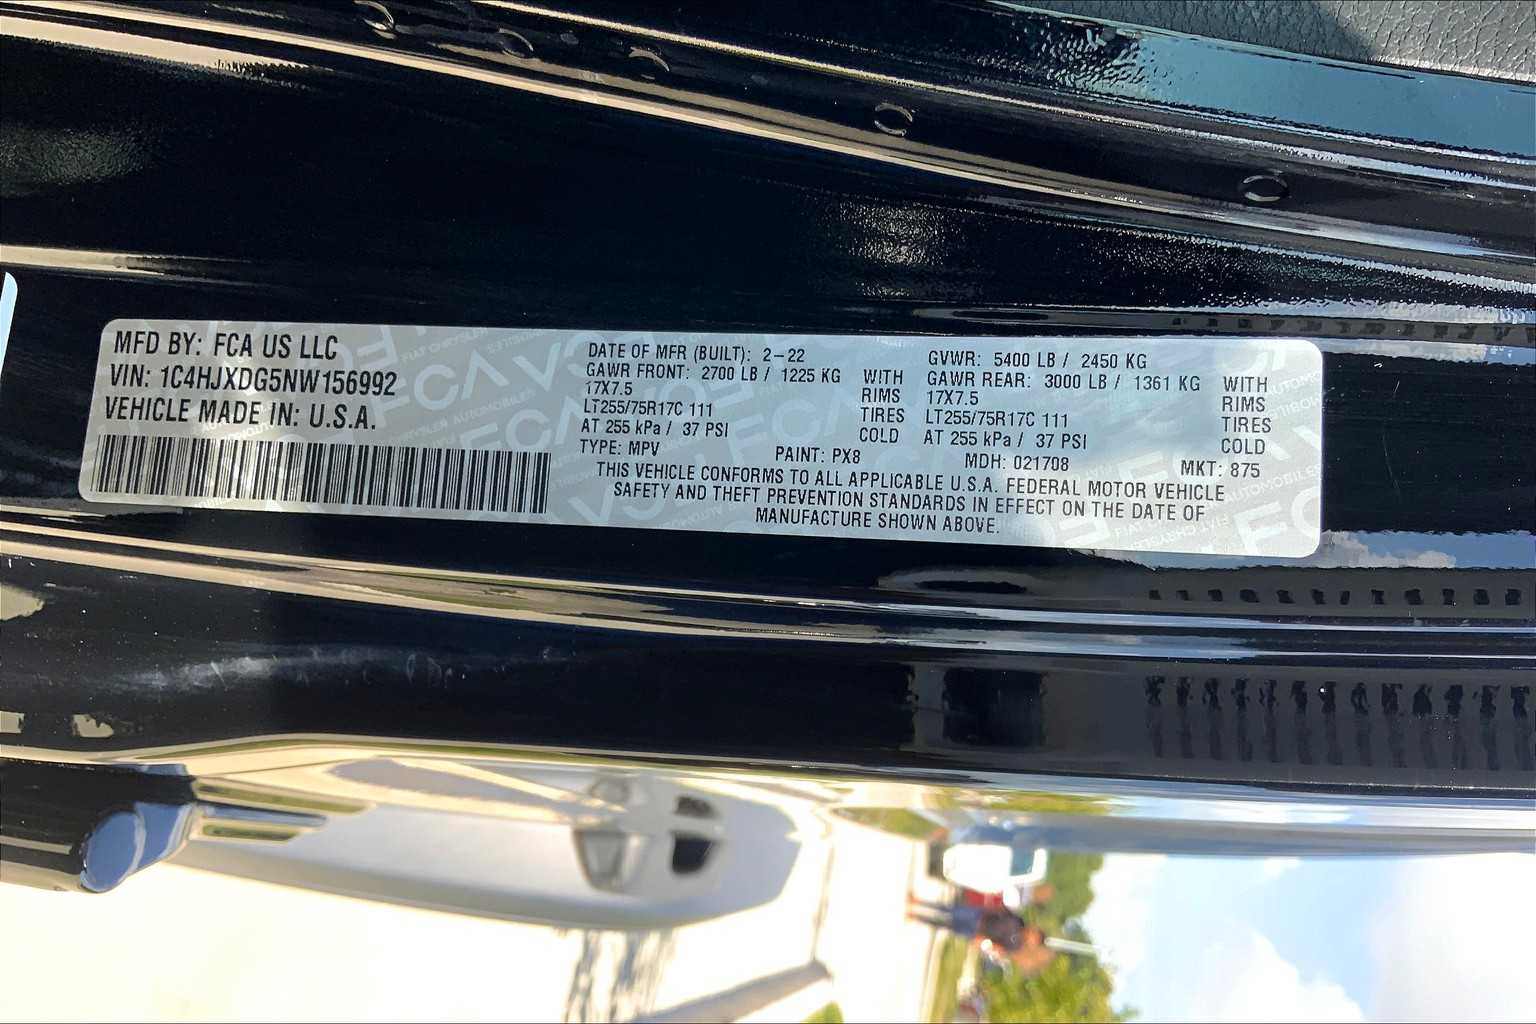 MFD BY: FCA US LLC
VIN: 1C4HJXDG5NW156992
VEHICLE MADE IN: U.S.A.
DATE OF MFR (BUILT): 2-22
GAWR FRONT: 2700 LB / 1225 KG WITH
17X7.5 RIMS
LT255/75R17C 111 TIRES
AT 255 kPa / 37 PSI COLD
GVWR: 5400 LB / 2450 KG
GAWR REAR: 3000 LB / 1361 KG WITH
17X7.5 RIMS
LT255/75R17C 111 TIRES
AT 255 kPa / 37 PSI COLD
TYPE: MPV PAINT: PX8 MDH: 021708 MKT: 875
THIS VEHICLE CONFORMS TO ALL APPLICABLE U.S.A. FEDERAL MOTOR VEHICLE
SAFETY AND THEFT PREVENTION STANDARDS IN EFFECT ON THE DATE OF
MANUFACTURE SHOWN ABOVE.